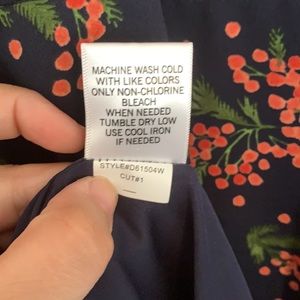 MACHINE WASH COLD
WITH LIKE COLORS
ONLY NON-CHLORINE
BLEACH
WHEN NEEDED
TUMBLE DRY LOW
USE COOL IRON
IF NEEDED
STYLE#D61504W
CUT#1